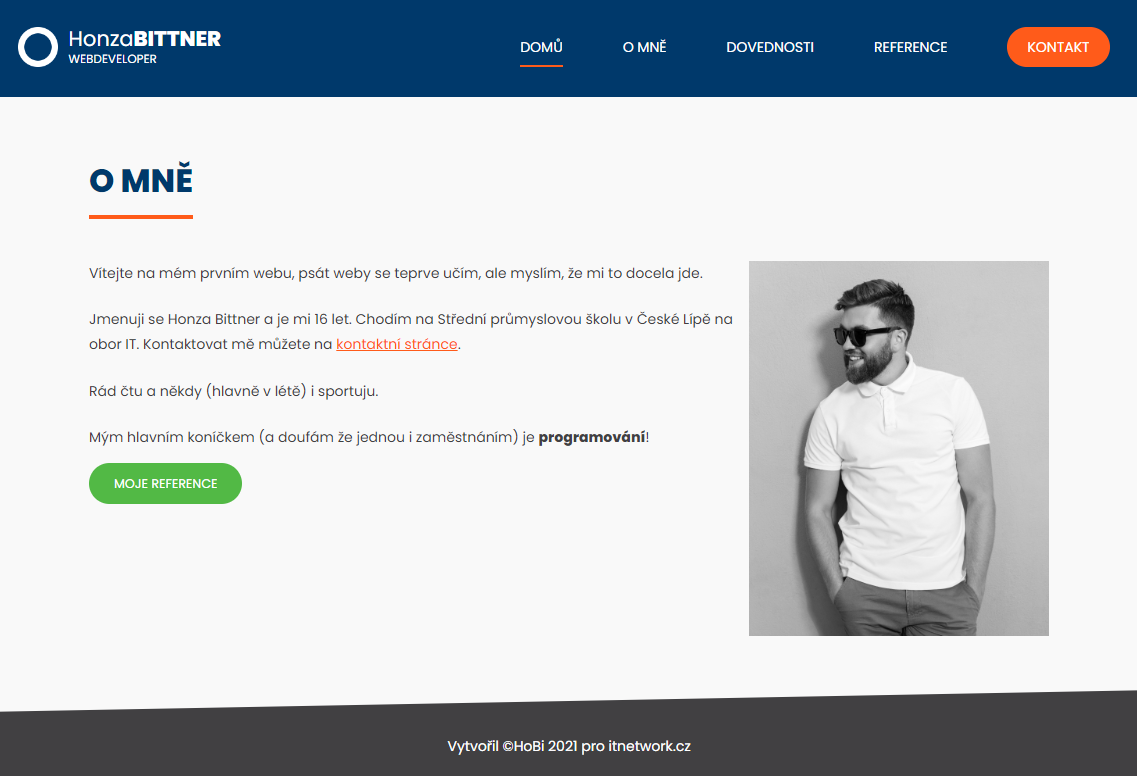 HonzaBITTNER
WEBDEVELOPER
DOMŮ
O MNĚ
DOVEDNOSTI
REFERENCE
KONTAKT
O MNĚ
Vítejte na mém prvním webu, psát weby se teprve učím, ale myslím, že mi to docela jde.
Jmenuji se Honza Bittner a je mi 16 let. Chodím na Střední průmyslovou školu v České Lípě na
obor IT. Kontaktovat mě můžete na kontaktní stránce.
Rád čtu a někdy (hlavně v létě) i sportuju.
Mým hlavním koníčkem (a doufám že jednou i zaměstnáním) je programování!
MOJE REFERENCE
Vytvořil ©HoBi 2021 pro itnetwork.cz